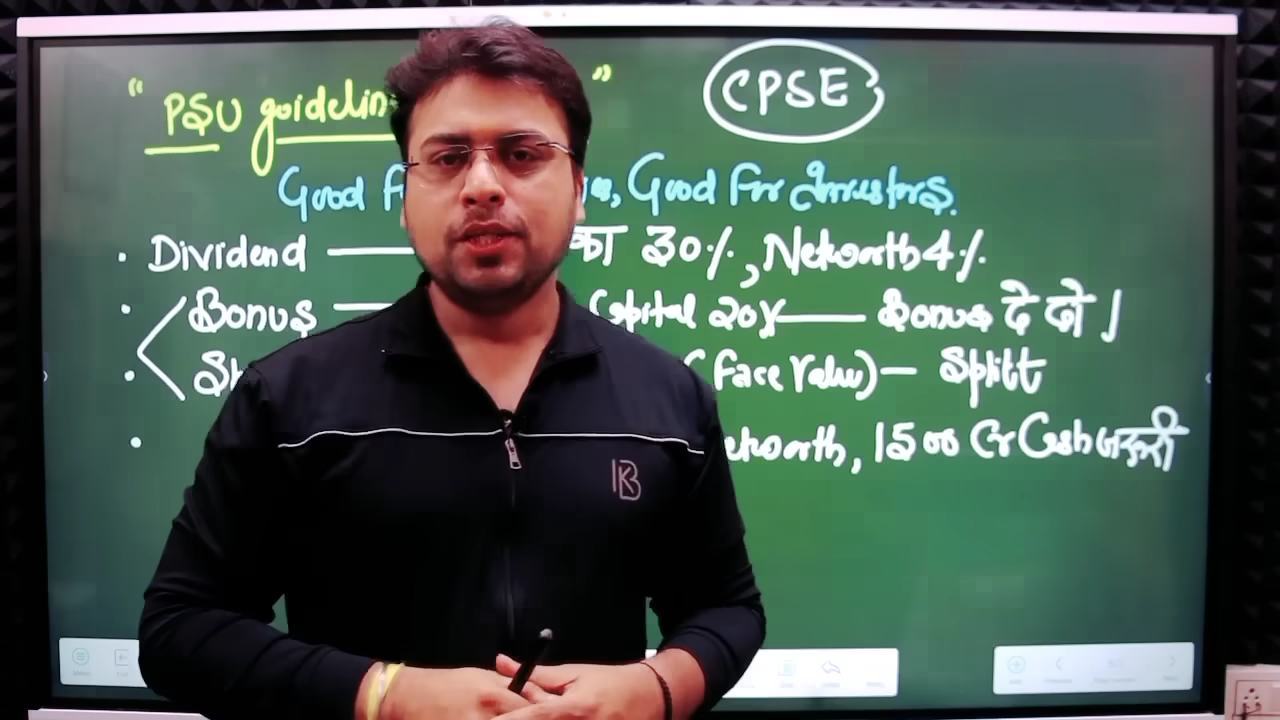 " PSU guidelin "
CPSE
Good F , Good For Investors.
• Dividend — का 30%, Networth 4%.
• Bonus — Capital 20X — Bonus दे दो।
• (Face Value) — Split
• , 1500 Cr Cash जरूरी
KB